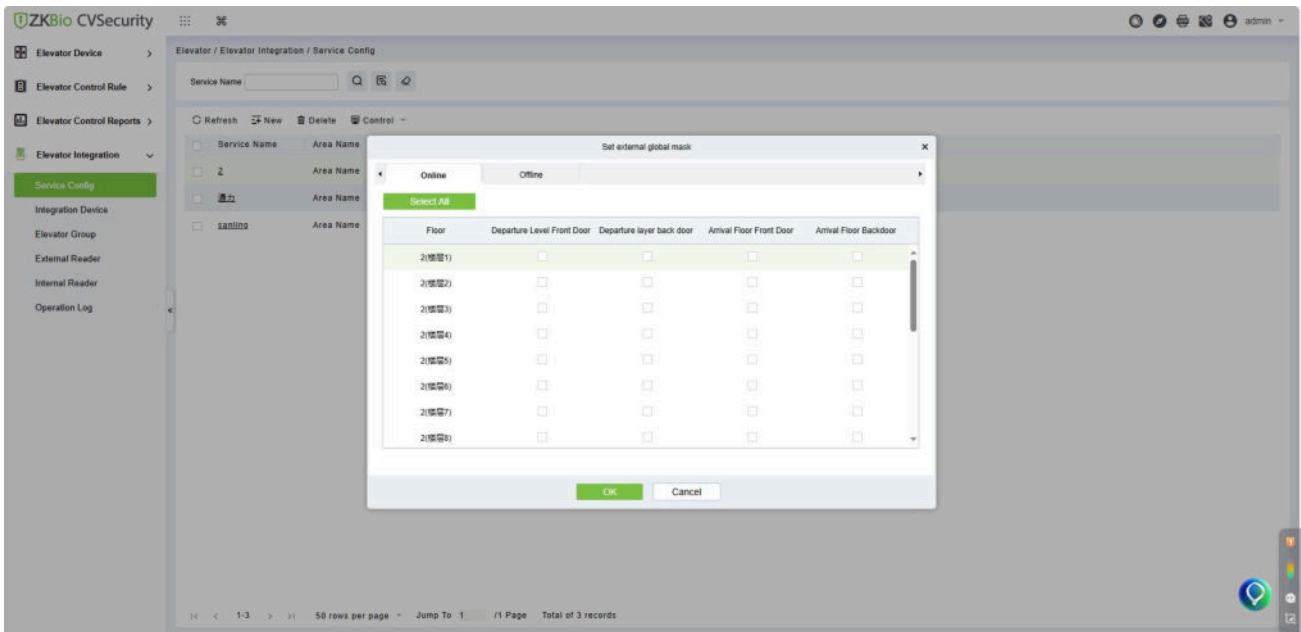 ZKBio CVSecurity
admin
Elevator Device
Elevator / Elevator Integration / Service Config
Elevator Control Rule
Service Name
Elevator Control Reports
Refresh New Delete Control
Elevator Integration
Service Name Area Name
Service Config
2 Area Name
通力 Area Name
sanling Area Name
Integration Device
Elevator Group
External Reader
Internal Reader
Operation Log
Set external global mask
Online Offline
Select All
Floor Departure Level Front Door Departure layer back door Arrival Floor Front Door Arrival Floor Backdoor
2(楼层1)
2(楼层2)
2(楼层3)
2(楼层4)
2(楼层5)
2(楼层6)
2(楼层7)
2(楼层8)
OK Cancel
1-3 50 rows per page Jump To 1 /1 Page Total of 3 records